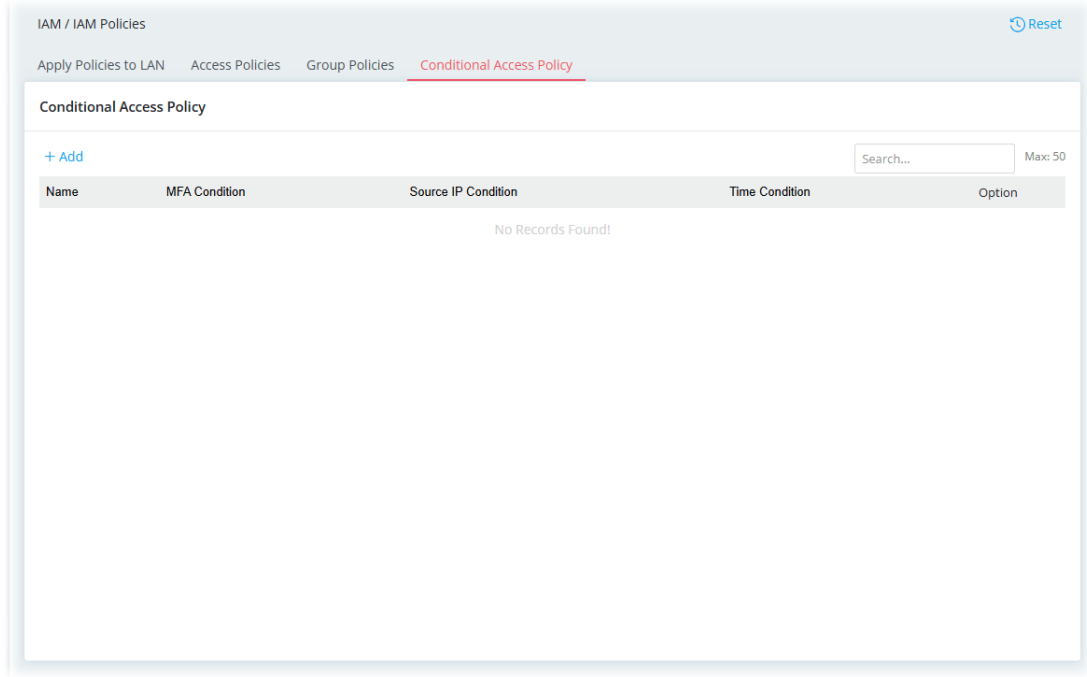 IAM / IAM Policies Reset
Apply Policies to LAN Access Policies Group Policies Conditional Access Policy
Conditional Access Policy
+ Add Search... Max: 50
Name MFA Condition Source IP Condition Time Condition Option
No Records Found!